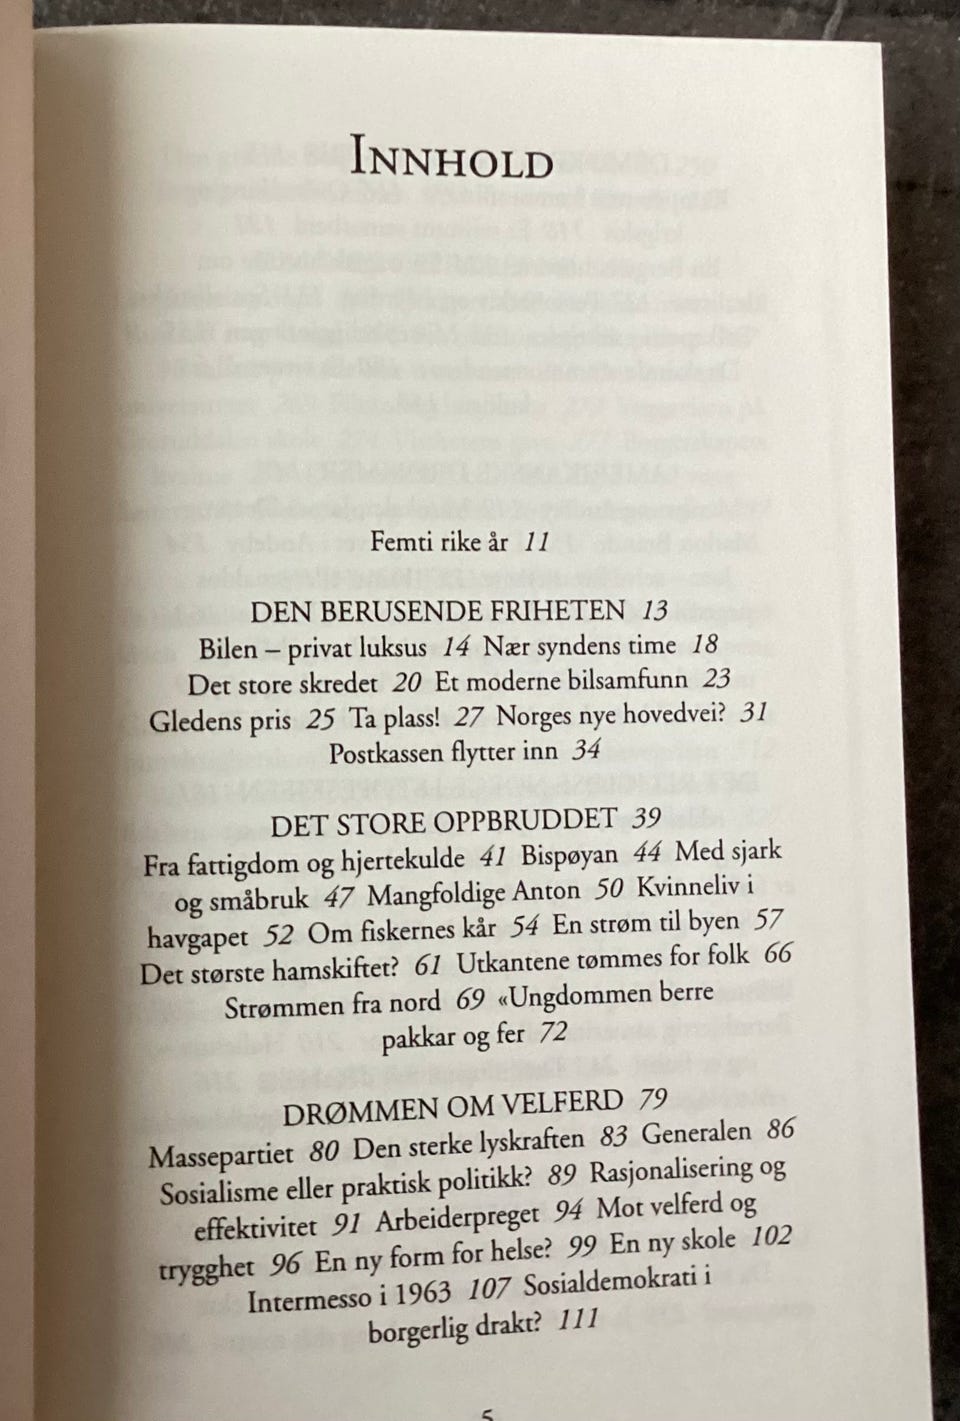 INNHOLD
Femti rike år 11
DEN BERUSENDE FRIHETEN 13
Bilen – privat luksus 14 Nær syndens time 18
Det store skredet 20 Et moderne bilsamfunn 23
Gledens pris 25 Ta plass! 27 Norges nye hovedvei? 31
Postkassen flytter inn 34
DET STORE OPPBRUDDET 39
Fra fattigdom og hjertekulde 41 Bispøyan 44 Med sjark
og småbruk 47 Mangfoldige Anton 50 Kvinneliv i
havgapet 52 Om fiskernes kår 54 En strøm til byen 57
Det største hamskiftet? 61 Utkantene tømmes for folk 66
Strømmen fra nord 69 «Ungdommen berre
pakkar og fer 72
DRØMMEN OM VELFERD 79
Massepartiet 80 Den sterke lyskraften 83 Generalen 86
Sosialisme eller praktisk politikk? 89 Rasjonalisering og
effektivitet 91 Arbeiderpreget 94 Mot velferd og
trygghet 96 En ny form for helse? 99 En ny skole 102
Intermesso i 1963 107 Sosialdemokrati i
borgerlig drakt? 111
5